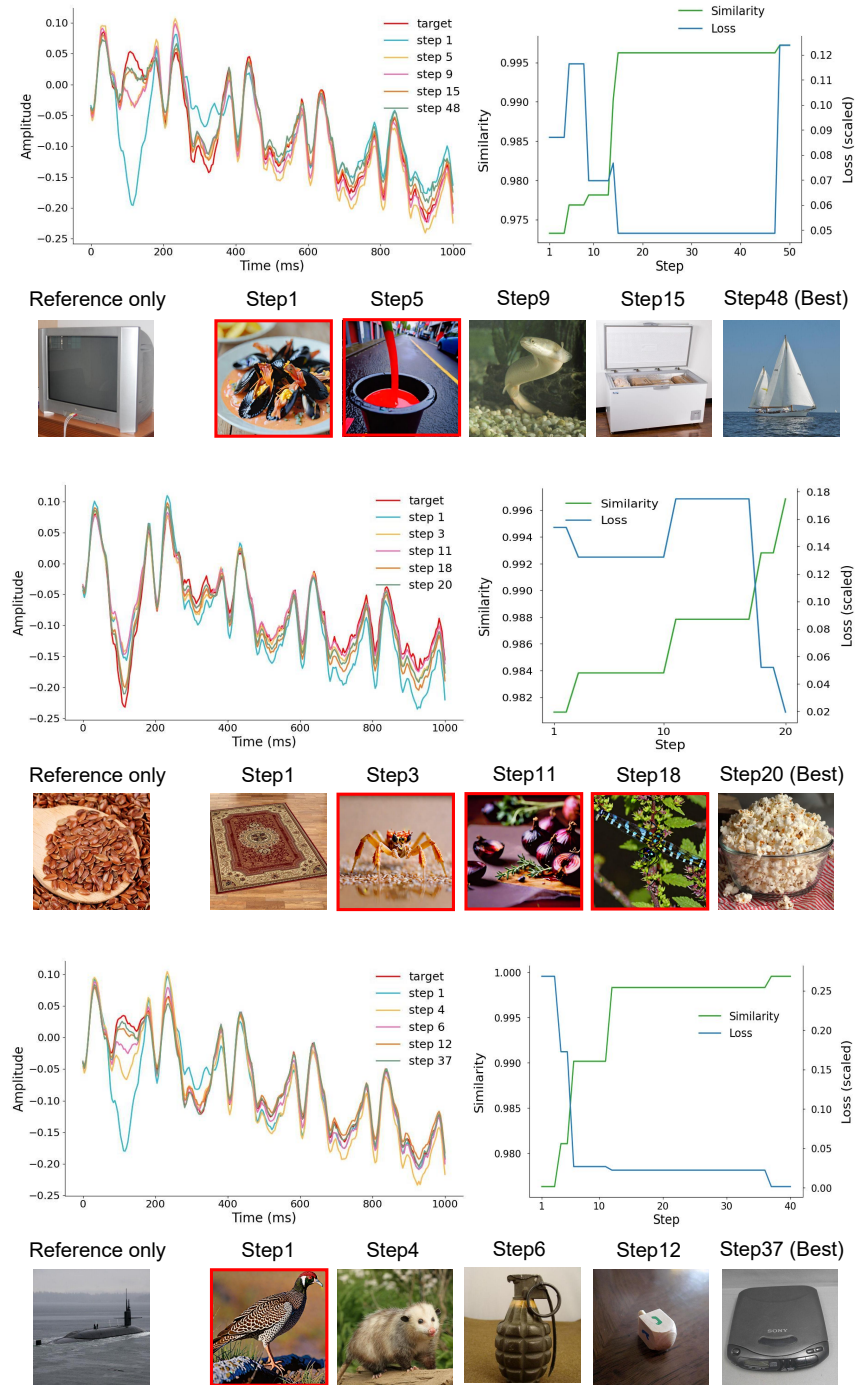 0.10
0.05
0.00
−0.05
−0.10
−0.15
−0.20
−0.25
Amplitude
0
200
400
600
800
1000
Time (ms)
target
step 1
step 5
step 9
step 15
step 48
Similarity
Loss
0.995
0.990
0.985
0.980
0.975
Similarity
0.12
0.11
0.10
0.09
0.08
0.07
0.06
0.05
Loss (scaled)
1
10
20
30
40
50
Step
Reference only
Step1
Step5
Step9
Step15
Step48 (Best)
0.10
0.05
0.00
−0.05
−0.10
−0.15
−0.20
−0.25
Amplitude
0
200
400
600
800
1000
Time (ms)
target
step 1
step 3
step 11
step 18
step 20
Similarity
Loss
0.996
0.994
0.992
0.990
0.988
0.986
0.984
0.982
Similarity
0.18
0.16
0.14
0.12
0.10
0.08
0.06
0.04
0.02
Loss (scaled)
1
10
20
Step
Reference only
Step1
Step3
Step11
Step18
Step20 (Best)
0.10
0.05
0.00
−0.05
−0.10
−0.15
−0.20
−0.25
Amplitude
0
200
400
600
800
1000
Time (ms)
target
step 1
step 4
step 6
step 12
step 37
Similarity
Loss
1.000
0.995
0.990
0.985
0.980
Similarity
0.25
0.20
0.15
0.10
0.05
0.00
Loss (scaled)
1
10
20
30
40
Step
Reference only
Step1
Step4
Step6
Step12
Step37 (Best)
SONY